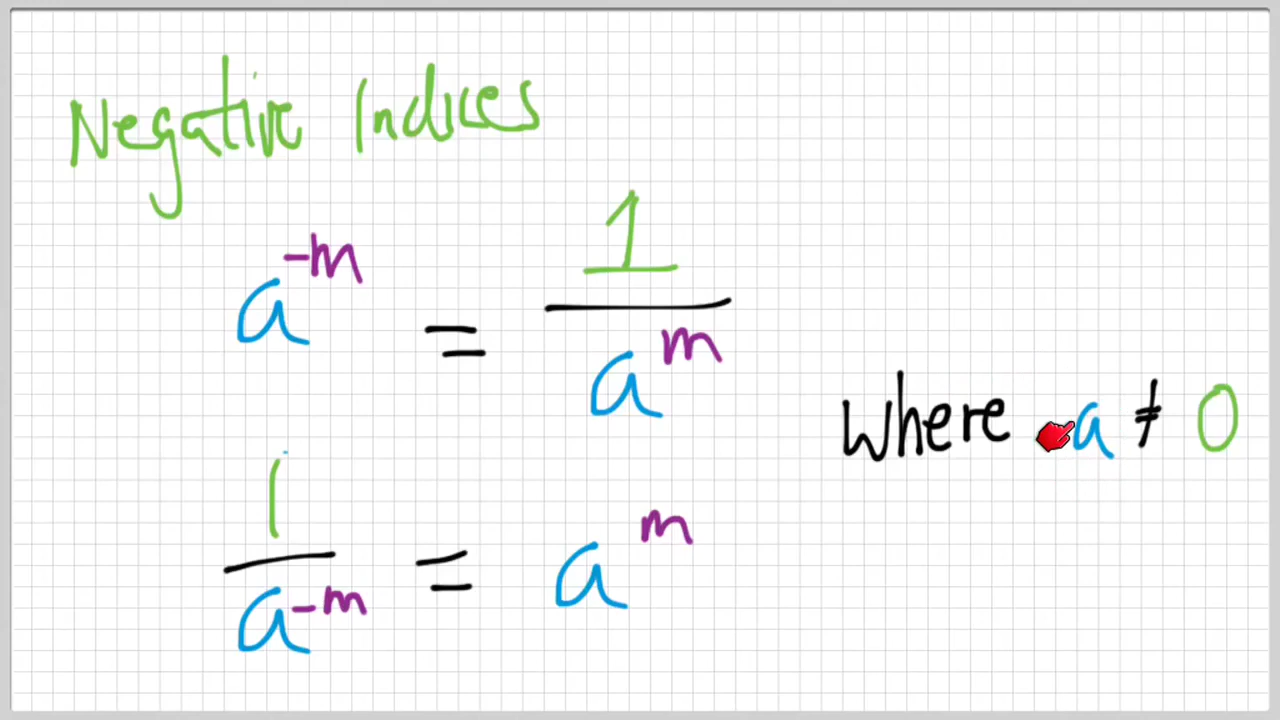 Negative Indices
a^-m = 1/a^m
where a ≠ 0
1/a^-m = a^m